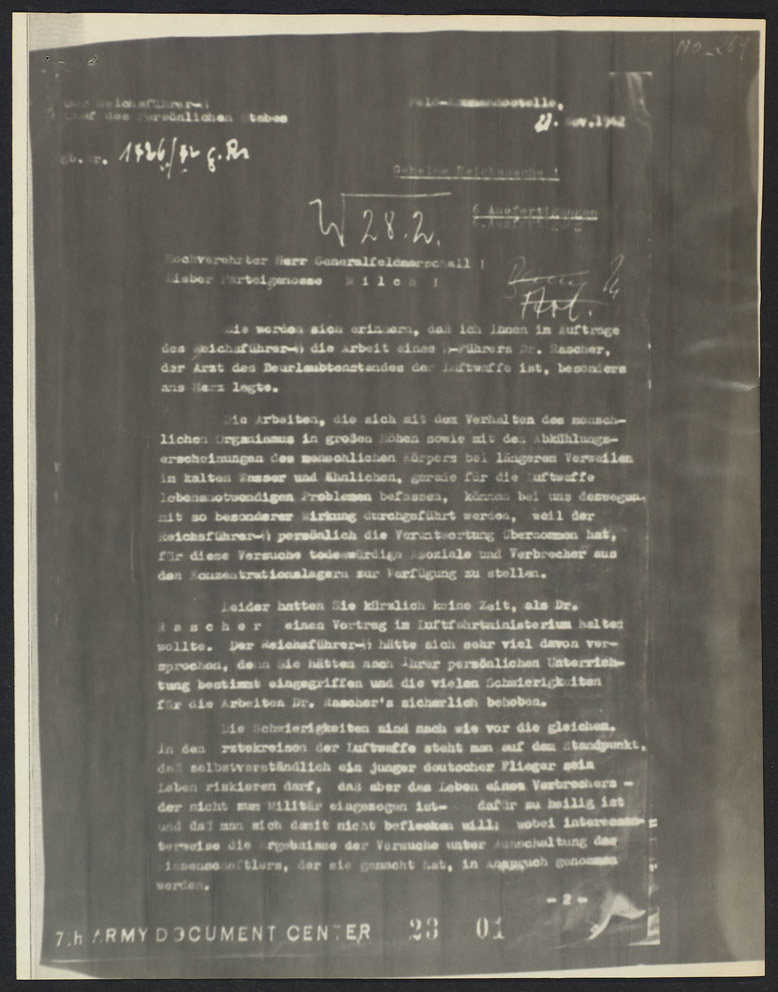 NO-269
Der Reichsführer-SS
Chef des Persönlichen Stabes
Feld-Kommandostelle,
Nov.1942
Tgb.Nr. 1426/42 g.Rs
Geheime Reichssache !
28.2.
6 Ausfertigungen
6.Ausfertigung
Hochverehrter Herr Generalfeldmarschall !
Lieber Parteigenosse M i l c h !
Sie werden sich erinnern, daß ich Ihnen im Auftrage
des Reichsführer-SS die Arbeit eines SS-Führers Dr. Rascher,
der Arzt des Beurlaubtenstandes der Luftwaffe ist, besonders
ans Herz legte.
Die Arbeiten, die sich mit dem Verhalten des mensch-
lichen Organismus in großen Höhen sowie mit den Abkühlungs-
erscheinungen des menschlichen Körpers bei längerem Verweilen
im kalten Wasser und ähnlichen, gerade für die Luftwaffe
lebensnotwendigen Problemen befassen, können bei uns deswegen
mit so besonderer Wirkung durchgeführt werden, weil der
Reichsführer-SS persönlich die Verantwortung übernommen hat,
für diese Versuche todeswürdige Asoziale und Verbrecher aus
den Konzentrationslagern zur Verfügung zu stellen.
Leider hatten Sie kürzlich keine Zeit, als Dr.
R a s c h e r einen Vortrag im Luftfahrtministerium halten
wollte. Der Reichsführer-SS hätte sich sehr viel davon ver-
sprochen, denn Sie hätten nach Ihrer persönlichen Unterrich-
tung bestimmt eingegriffen und die vielen Schwierigkeiten
für die Arbeiten Dr. Rascher's sicherlich behoben.
Die Schwierigkeiten sind nach wie vor die gleichen.
In den Ärztekreisen der Luftwaffe steht man auf dem Standpunkt,
daß selbstverständlich ein junger deutscher Flieger sein
Leben riskieren darf, daß aber das Leben eines Verbrechers -
der nicht zum Militär eingezogen ist- dafür zu heilig ist
und daß man sich damit nicht beflecken will; wobei interessan-
terweise die Ergebnisse der Versuche unter Ausschaltung des
Wissenschaftlers, der sie gemacht hat, in Anspruch genommen
werden.
- 2 -
7th ARMY DOCUMENT CENTER 23 01